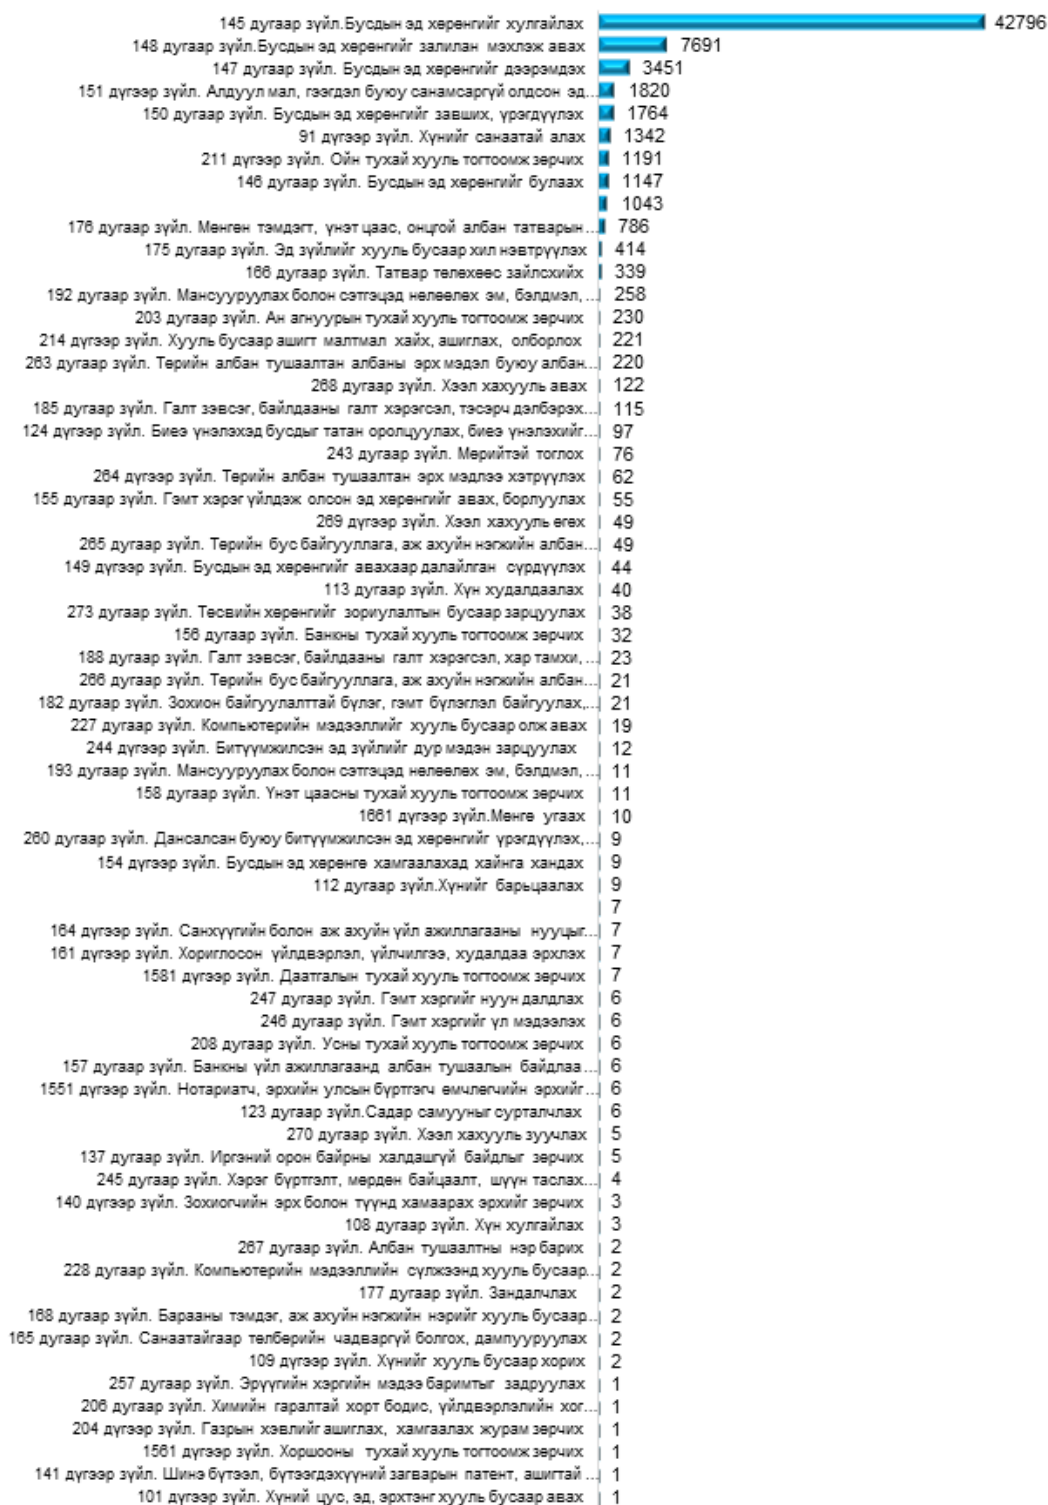 145 дугаар зүйл.Бусдын эд хөрөнгийг хулгайлах 42796
148 дугаар зүйл.Бусдын эд хөрөнгийг залилан мэхлэж авах 7691
147 дугаар зүйл. Бусдын эд хөрөнгийг дээрэмдэх 3451
151 дүгээр зүйл. Алдуул мал, гээгдэл буюу санамсаргүй олдсон эд... 1820
150 дугаар зүйл. Бусдын эд хөрөнгийг завших, үрэгдүүлэх 1764
91 дүгээр зүйл. Хүнийг санаатай алах 1342
211 дүгээр зүйл. Ойн тухай хууль тогтоомж зөрчих 1191
146 дугаар зүйл. Бусдын эд хөрөнгийг булаах 1147
1043
176 дугаар зүйл. Мөнгөн тэмдэгт, үнэт цаас, онцгой албан татварын... 786
175 дугаар зүйл. Эд зүйлийг хууль бусаар хил нэвтрүүлэх 414
166 дугаар зүйл. Татвар төлөхөөс зайлсхийх 339
192 дугаар зүйл. Мансууруулах болон сэтгэцэд нөлөөлөх эм, бэлдмэл, ... 258
203 дугаар зүйл. Ан агнуурын тухай хууль тогтоомж зөрчих 230
214 дүгээр зүйл. Хууль бусаар ашигт малтмал хайх, ашиглах, олборлох 221
263 дугаар зүйл. Төрийн албан тушаалтан албаны эрх мэдэл буюу албан... 220
268 дугаар зүйл. Хээл хахууль авах 122
185 дугаар зүйл. Галт зэвсэг, байлдааны галт хэрэгсэл, тэсэрч дэлбэрэх... 115
124 дүгээр зүйл. Биеэ үнэлэхэд бусдыг татан оролцуулах, биеэ үнэлэхийг... 97
243 дугаар зүйл. Мөрийтэй тоглох 76
264 дүгээр зүйл. Төрийн албан тушаалтан эрх мэдлээ хэтрүүлэх 62
155 дугаар зүйл. Гэмт хэрэг үйлдэж олсон эд хөрөнгийг авах, борлуулах 55
269 дүгээр зүйл. Хээл хахууль өгөх 49
265 дугаар зүйл. Төрийн бус байгууллага, аж ахуйн нэгжийн албан... 49
149 дүгээр зүйл. Бусдын эд хөрөнгийг авахаар далайлган сүрдүүлэх 44
113 дугаар зүйл. Хүн худалдаалах 40
273 дугаар зүйл. Төсвийн хөрөнгийг зориулалтын бусаар зарцуулах 38
156 дугаар зүйл. Банкны тухай хууль тогтоомж зөрчих 32
188 дугаар зүйл. Галт зэвсэг, байлдааны галт хэрэгсэл, хар тамхи, ... 23
266 дугаар зүйл. Төрийн бус байгууллага, аж ахуйн нэгжийн албан... 21
182 дугаар зүйл. Зохион байгуулалттай бүлэг, гэмт бүлэглэл байгуулах,... 21
227 дугаар зүйл. Компьютерийн мэдээллийг хууль бусаар олж авах 19
244 дүгээр зүйл. Битүүмжилсэн эд зүйлийг дур мэдэн зарцуулах 12
193 дугаар зүйл. Мансууруулах болон сэтгэцэд нөлөөлөх эм, бэлдмэл, ... 11
158 дугаар зүйл. Үнэт цаасны тухай хууль тогтоомж зөрчих 11
1661 дүгээр зүйл.Мөнгө угаах 10
260 дугаар зүйл. Дансалсан буюу битүүмжилсэн эд хөрөнгийг үрэгдүүлэх,... 9
154 дүгээр зүйл. Бусдын эд хөрөнгө хамгаалахад хайнга хандах 9
112 дугаар зүйл.Хүнийг барьцаалах 9
7
164 дүгээр зүйл. Санхүүгийн болон аж ахуйн үйл ажиллагааны нууцыг... 7
161 дүгээр зүйл. Хориглосон үйлдвэрлэл, үйлчилгээ, худалдаа эрхлэх 7
1581 дүгээр зүйл. Даатгалын тухай хууль тогтоомж зөрчих 7
247 дугаар зүйл. Гэмт хэргийг нуун далдлах 6
246 дугаар зүйл. Гэмт хэргийг үл мэдээлэх 6
208 дугаар зүйл. Усны тухай хууль тогтоомж зөрчих 6
157 дугаар зүйл. Банкны үйл ажиллагаанд албан тушаалын байдлаа ... 6
1551 дүгээр зүйл. Нотариатч, эрхийн улсын бүртгэгч өмчлөгчийн эрхийг... 6
123 дугаар зүйл.Садар самууныг сурталчлах 6
270 дугаар зүйл. Хээл хахууль зуучлах 5
137 дугаар зүйл. Иргэний орон байрны халдашгүй байдлыг зөрчих 5
245 дугаар зүйл. Хэрэг бүртгэлт, мөрдөн байцаалт, шүүн таслах... 4
140 дүгээр зүйл. Зохиогчийн эрх болон түүнд хамаарах эрхийг зөрчих 3
108 дугаар зүйл. Хүн хулгайлах 3
267 дугаар зүйл. Албан тушаалтны нэр барих 2
228 дугаар зүйл. Компьютерийн мэдээллийн сүлжээнд хууль бусаар... 2
177 дугаар зүйл. Зандалчлах 2
168 дугаар зүйл. Барааны тэмдэг, аж ахуйн нэгжийн нэрийг хууль бусаар... 2
165 дугаар зүйл. Санаатайгаар төлбөрийн чадваргүй болгох, дампууруулах 2
109 дүгээр зүйл. Хүнийг хууль бусаар хорих 2
257 дугаар зүйл. Эрүүгийн хэргийн мэдээ баримтыг задруулах 1
206 дугаар зүйл. Химийн гаралтай хорт бодис, үйлдвэрлэлийн хог... 1
204 дүгээр зүйл. Газрын хэвлийг ашиглах, хамгаалах журам зөрчих 1
1561 дүгээр зүйл. Хоршооны тухай хууль тогтоомж зөрчих 1
141 дүгээр зүйл. Шинэ бүтээл, бүтээгдэхүүний загварын патент, ашигтай ... 1
101 дүгээр зүйл. Хүний цус, эд, эрхтэнг хууль бусаар авах 1